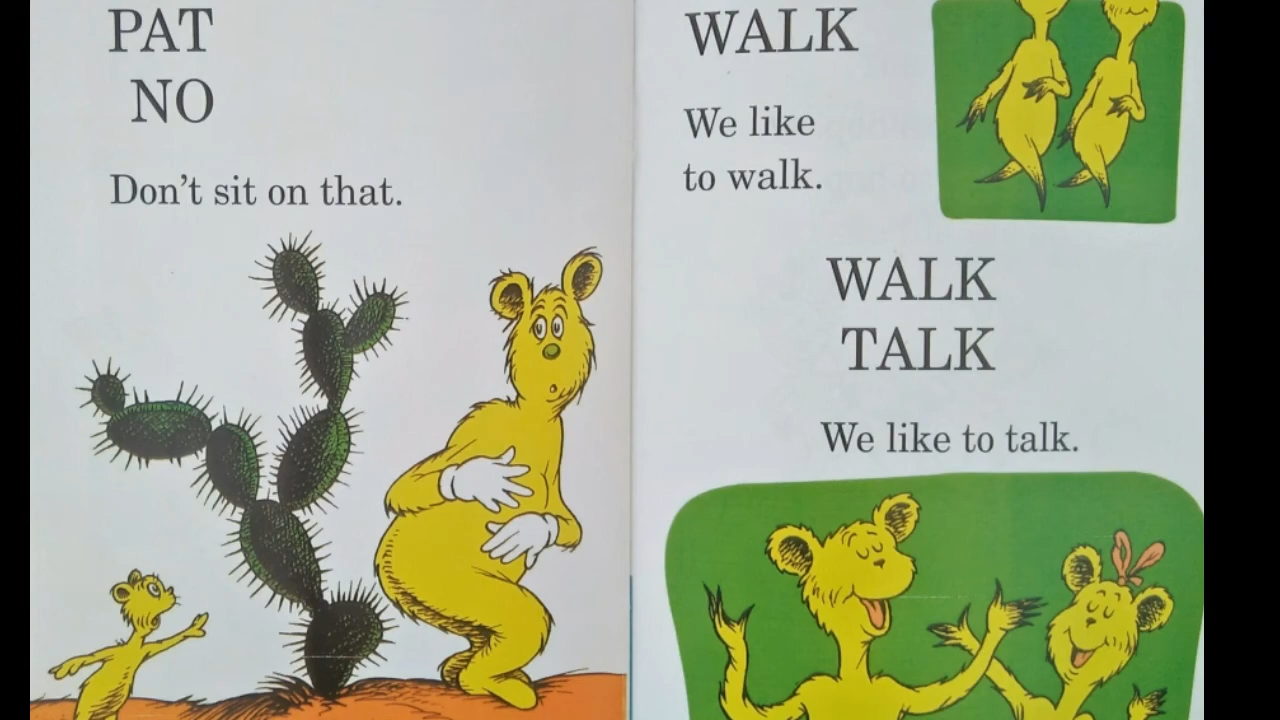 PAT
NO
Don't sit on that.
WALK
We like
to walk.
WALK
TALK
We like to talk.